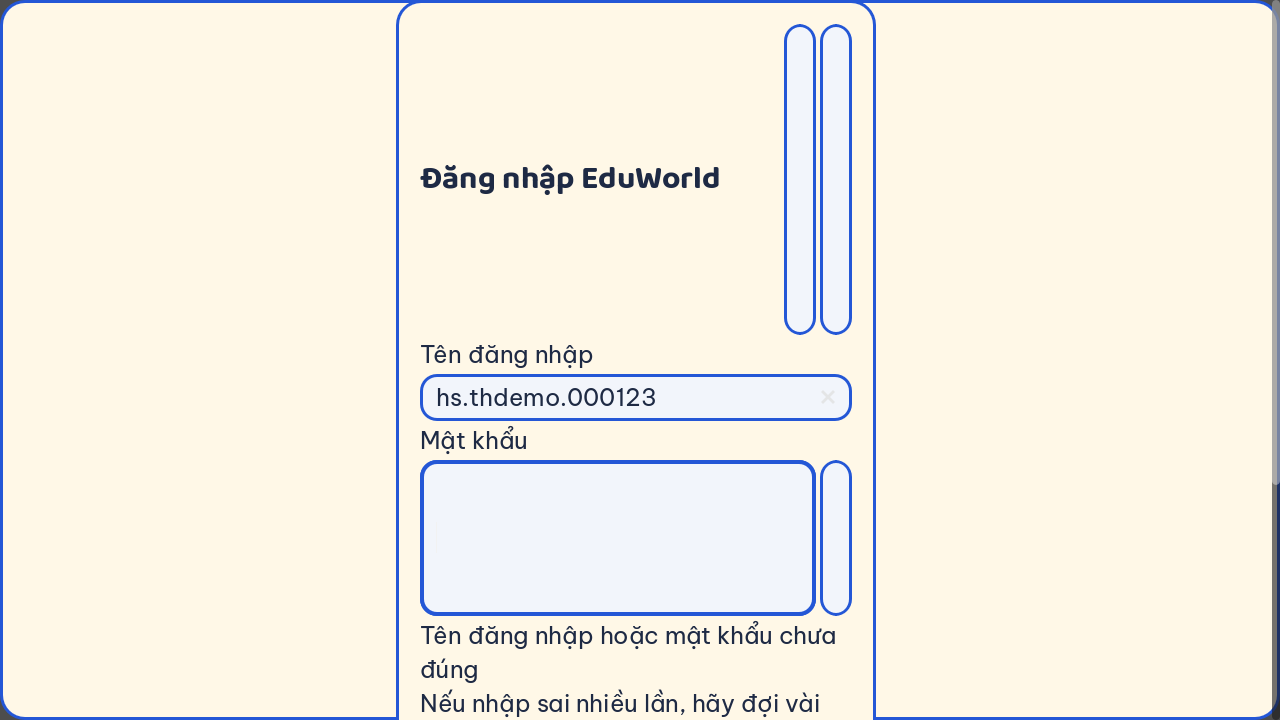 Đăng nhập EduWorld
Tên đăng nhập
hs.thdemo.000123
Mật khẩu
Tên đăng nhập hoặc mật khẩu chưa
đúng
Nếu nhập sai nhiều lần, hãy đợi vài